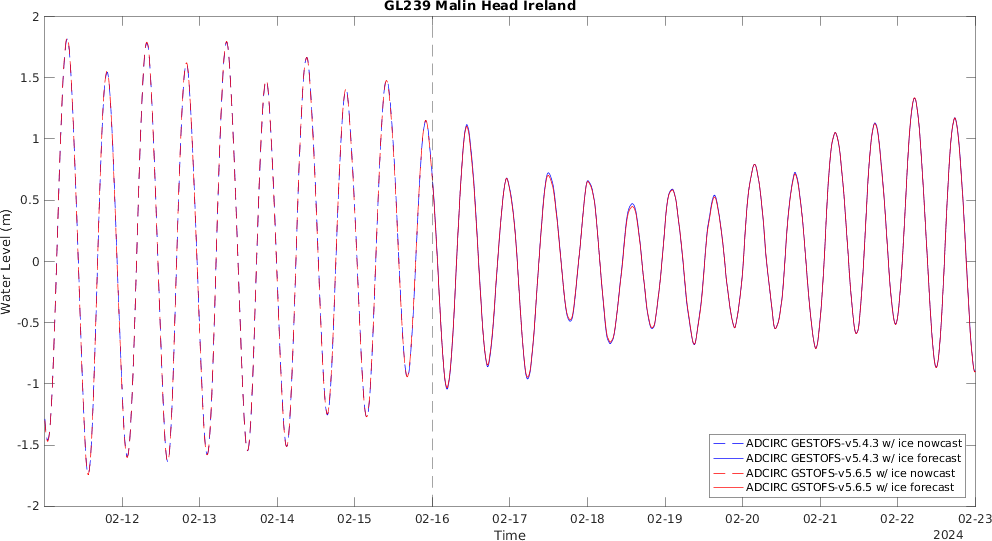 GL239 Malin Head Ireland
2
1.5
1
0.5
0
-0.5
-1
-1.5
-2
Water Level (m)
ADCIRC GESTOFS-v5.4.3 w/ ice nowcast
ADCIRC GESTOFS-v5.4.3 w/ ice forecast
ADCIRC GSTOFS-v5.6.5 w/ ice nowcast
ADCIRC GSTOFS-v5.6.5 w/ ice forecast
02-12 02-13 02-14 02-15 02-16 02-17 02-18 02-19 02-20 02-21 02-22 02-23
Time
2024